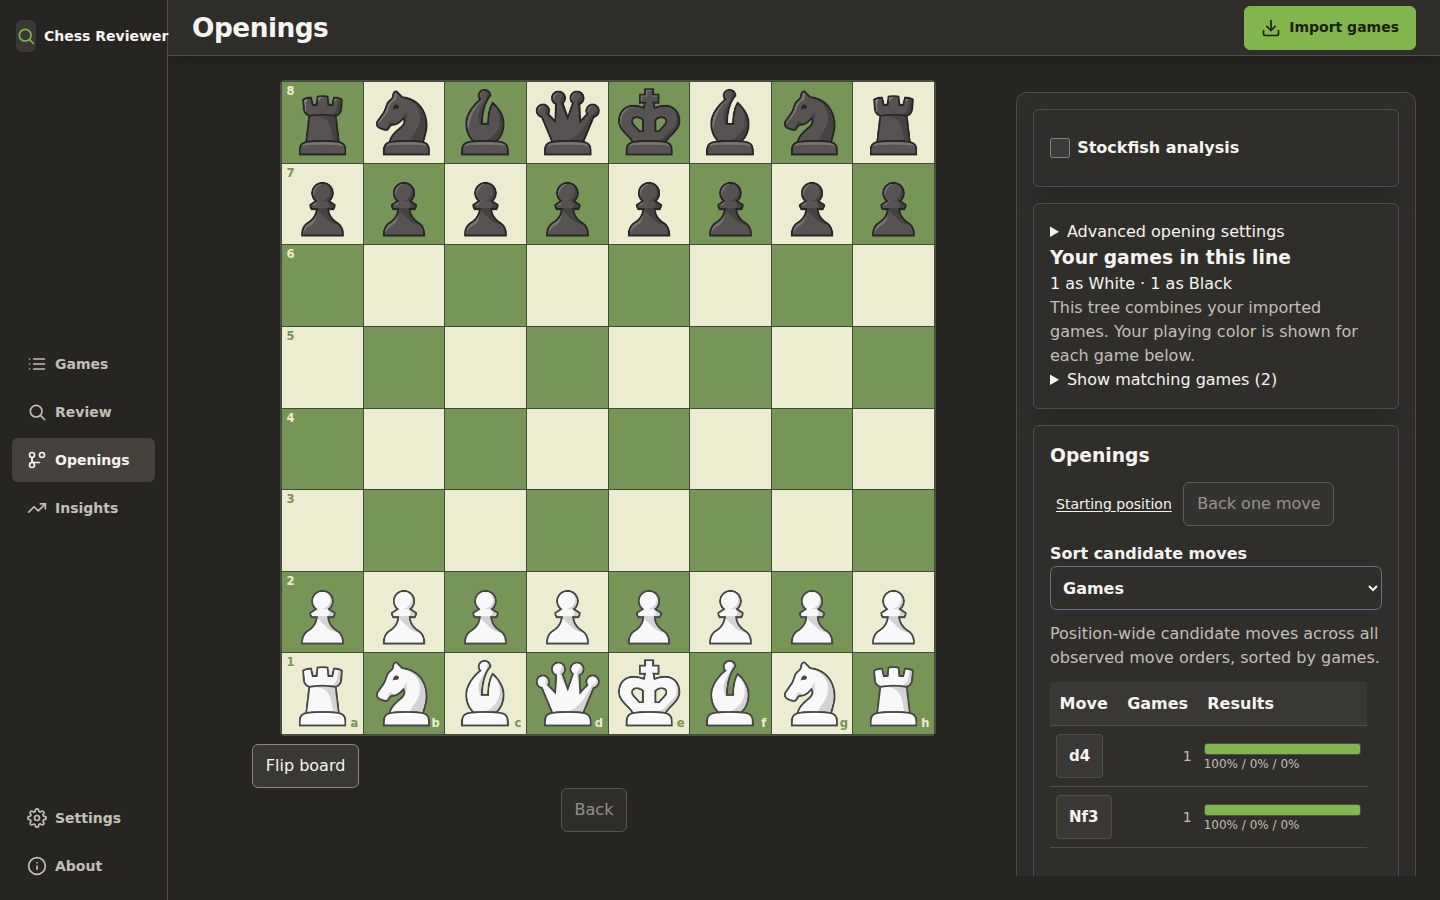 Chess Reviewer
Openings
Import games
Games
Review
Openings
Insights
Settings
About
8
7
6
5
4
3
2
1
a
b
c
d
e
f
g
h
Flip board
Back
Stockfish analysis
Advanced opening settings
Your games in this line
1 as White · 1 as Black
This tree combines your imported
games. Your playing color is shown for
each game below.
Show matching games (2)
Openings
Starting position
Back one move
Sort candidate moves
Games
Position-wide candidate moves across all
observed move orders, sorted by games.
Move Games Results
d4 1 100% / 0% / 0%
Nf3 1 100% / 0% / 0%